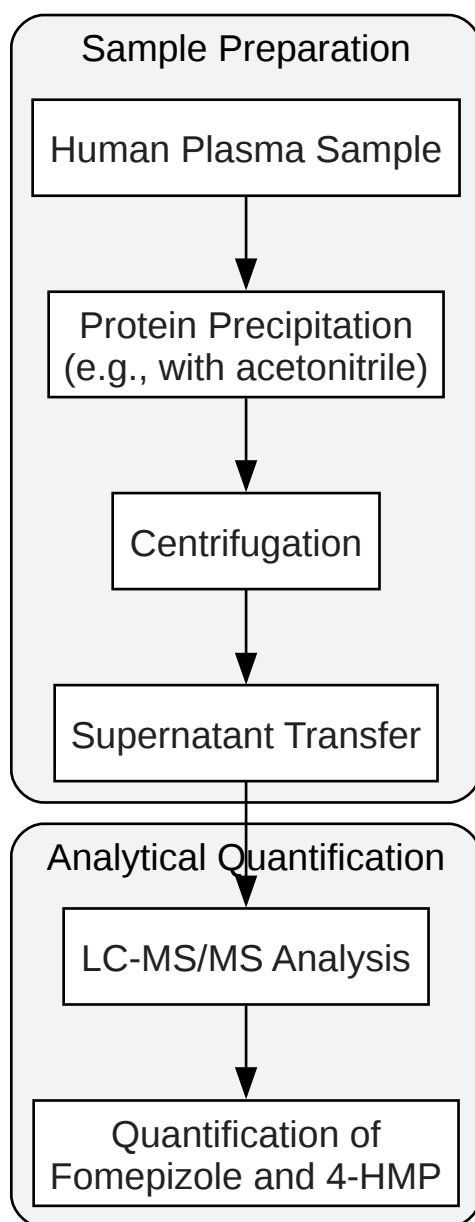 Sample Preparation
Human Plasma Sample
Protein Precipitation
(e.g., with acetonitrile)
Centrifugation
Supernatant Transfer
Analytical Quantification
LC-MS/MS Analysis
Quantification of
Fomepizole and 4-HMP